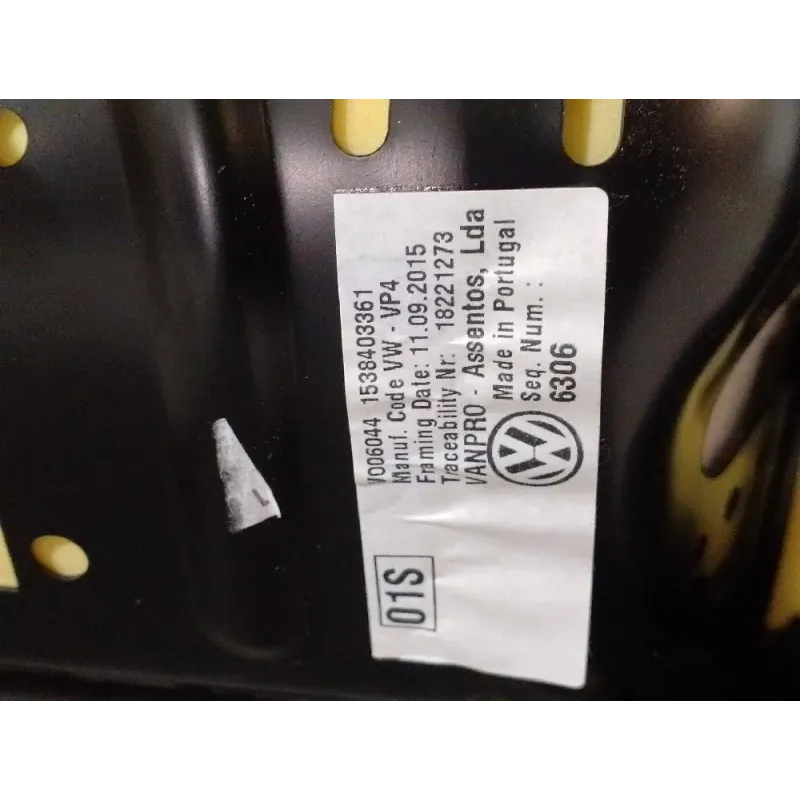 V006044 1538403361
Manuf. Code VW - VP4
Framing Date: 11.09.2015
Traceability Nr: 18221273
VANPRO - Assentos, Lda
Made in Portugal
Seq. Num. :
6306
01S
L